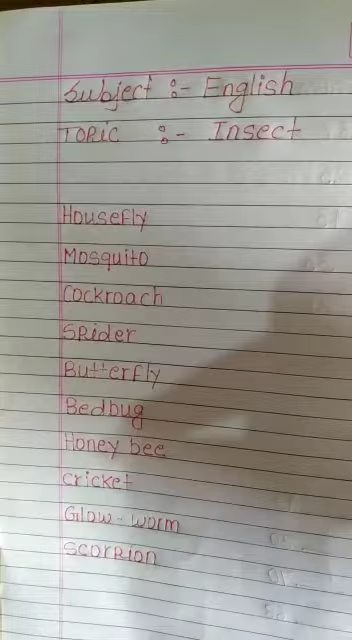 Subject :- English
Topic :- Insect
Housefly
Mosquito
Cockroach
Spider
Butterfly
Bedbug
Honey bee
cricket
Glow-worm
scorpion